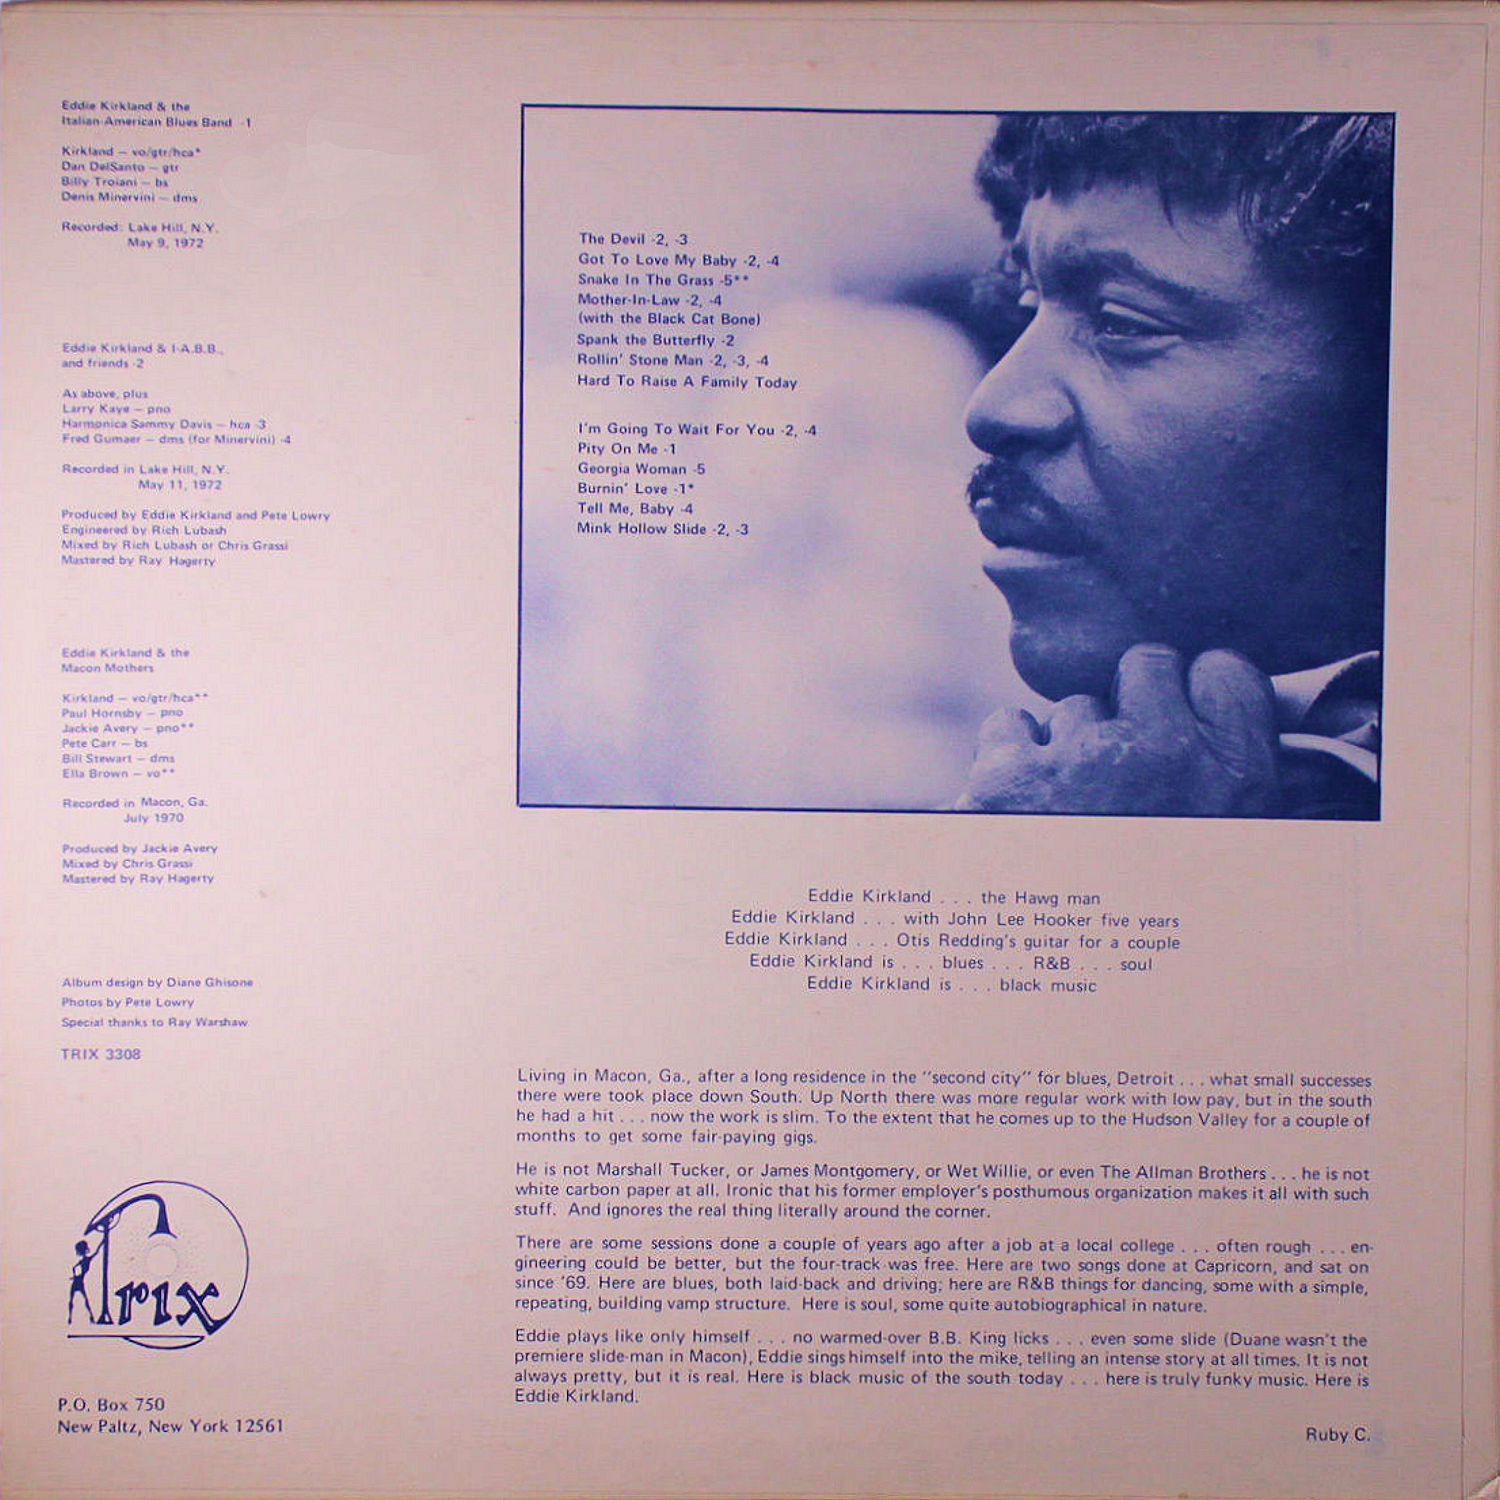 Eddie Kirkland & the
Italian-American Blues Band -1
Kirkland — vo/gtr/hca*
Dan DelSanto — gtr
Billy Troiani — bs
Denis Minervini — dms
Recorded: Lake Hill, N.Y.
May 9, 1972
Eddie Kirkland & I-A.B.B.,
and friends -2
As above, plus
Larry Kaye — pno
Harmonica Sammy Davis — hca -3
Fred Gumaer — dms (for Minervini) -4
Recorded in Lake Hill, N.Y.
May 11, 1972
Produced by Eddie Kirkland and Pete Lowry
Engineered by Rich Lubash
Mixed by Rich Lubash or Chris Grassi
Mastered by Ray Hagerty
Eddie Kirkland & the
Macon Mothers
Kirkland — vo/gtr/hca**
Paul Hornsby — pno
Jackie Avery — pno**
Pete Carr — bs
Bill Stewart — dms
Ella Brown — vo**
Recorded in Macon, Ga.
July 1970
Produced by Jackie Avery
Mixed by Chris Grassi
Mastered by Ray Hagerty
Album design by Diane Ghisone
Photos by Pete Lowry
Special thanks to Ray Warshaw
TRIX 3308
Trix
P.O. Box 750
New Paltz, New York 12561
The Devil -2, -3
Got To Love My Baby -2, -4
Snake In The Grass -5**
Mother-In-Law -2, -4
(with the Black Cat Bone)
Spank the Butterfly -2
Rollin' Stone Man -2, -3, -4
Hard To Raise A Family Today
I'm Going To Wait For You -2, -4
Pity On Me -1
Georgia Woman -5
Burnin' Love -1*
Tell Me, Baby -4
Mink Hollow Slide -2, -3
Eddie Kirkland . . . the Hawg man
Eddie Kirkland . . . with John Lee Hooker five years
Eddie Kirkland . . . Otis Redding's guitar for a couple
Eddie Kirkland is . . . blues . . . R&B . . . soul
Eddie Kirkland is . . . black music
Living in Macon, Ga., after a long residence in the "second city" for blues, Detroit . . . what small successes
there were took place down South. Up North there was more regular work with low pay, but in the south
he had a hit . . . now the work is slim. To the extent that he comes up to the Hudson Valley for a couple of
months to get some fair-paying gigs.
He is not Marshall Tucker, or James Montgomery, or Wet Willie, or even The Allman Brothers . . . he is not
white carbon paper at all. Ironic that his former employer's posthumous organization makes it all with such
stuff. And ignores the real thing literally around the corner.
There are some sessions done a couple of years ago after a job at a local college . . . often rough . . . en-
gineering could be better, but the four-track was free. Here are two songs done at Capricorn, and sat on
since '69. Here are blues, both laid-back and driving; here are R&B things for dancing, some with a simple,
repeating, building vamp structure. Here is soul, some quite autobiographical in nature.
Eddie plays like only himself . . . no warmed-over B.B. King licks . . . even some slide (Duane wasn't the
premiere slide-man in Macon), Eddie sings himself into the mike, telling an intense story at all times. It is not
always pretty, but it is real. Here is black music of the south today . . . here is truly funky music. Here is
Eddie Kirkland.
Ruby C.